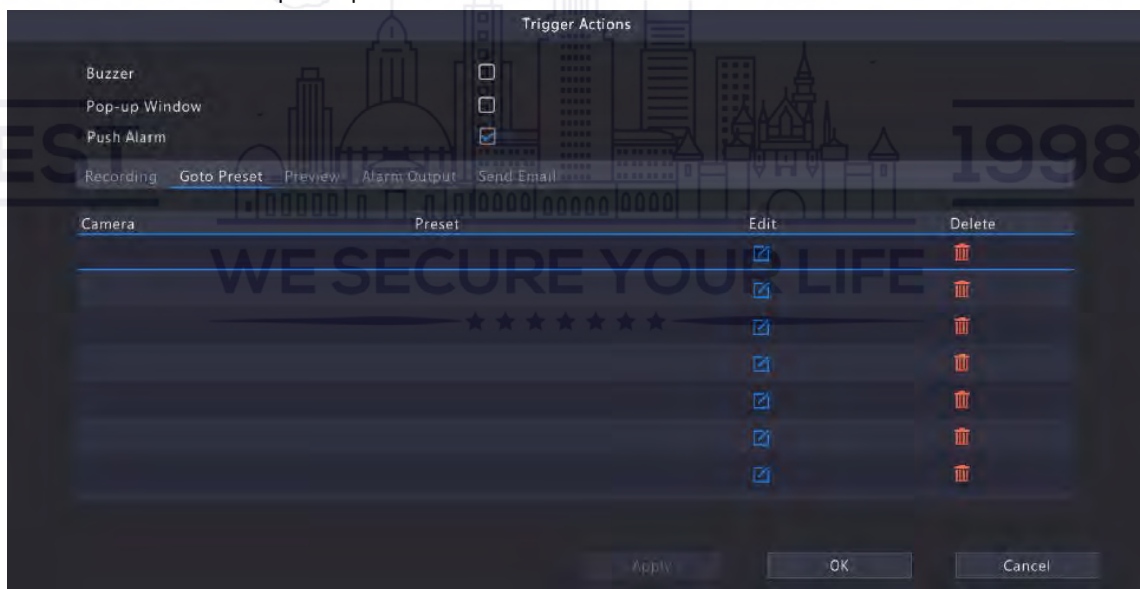 Trigger Actions
Buzzer
Pop-up Window
Push Alarm
EST
1998
Recording Goto Preset Preview Alarm Output Send Email
Camera Preset Edit Delete
WE SECURE YOUR LIFE
Apply OK Cancel